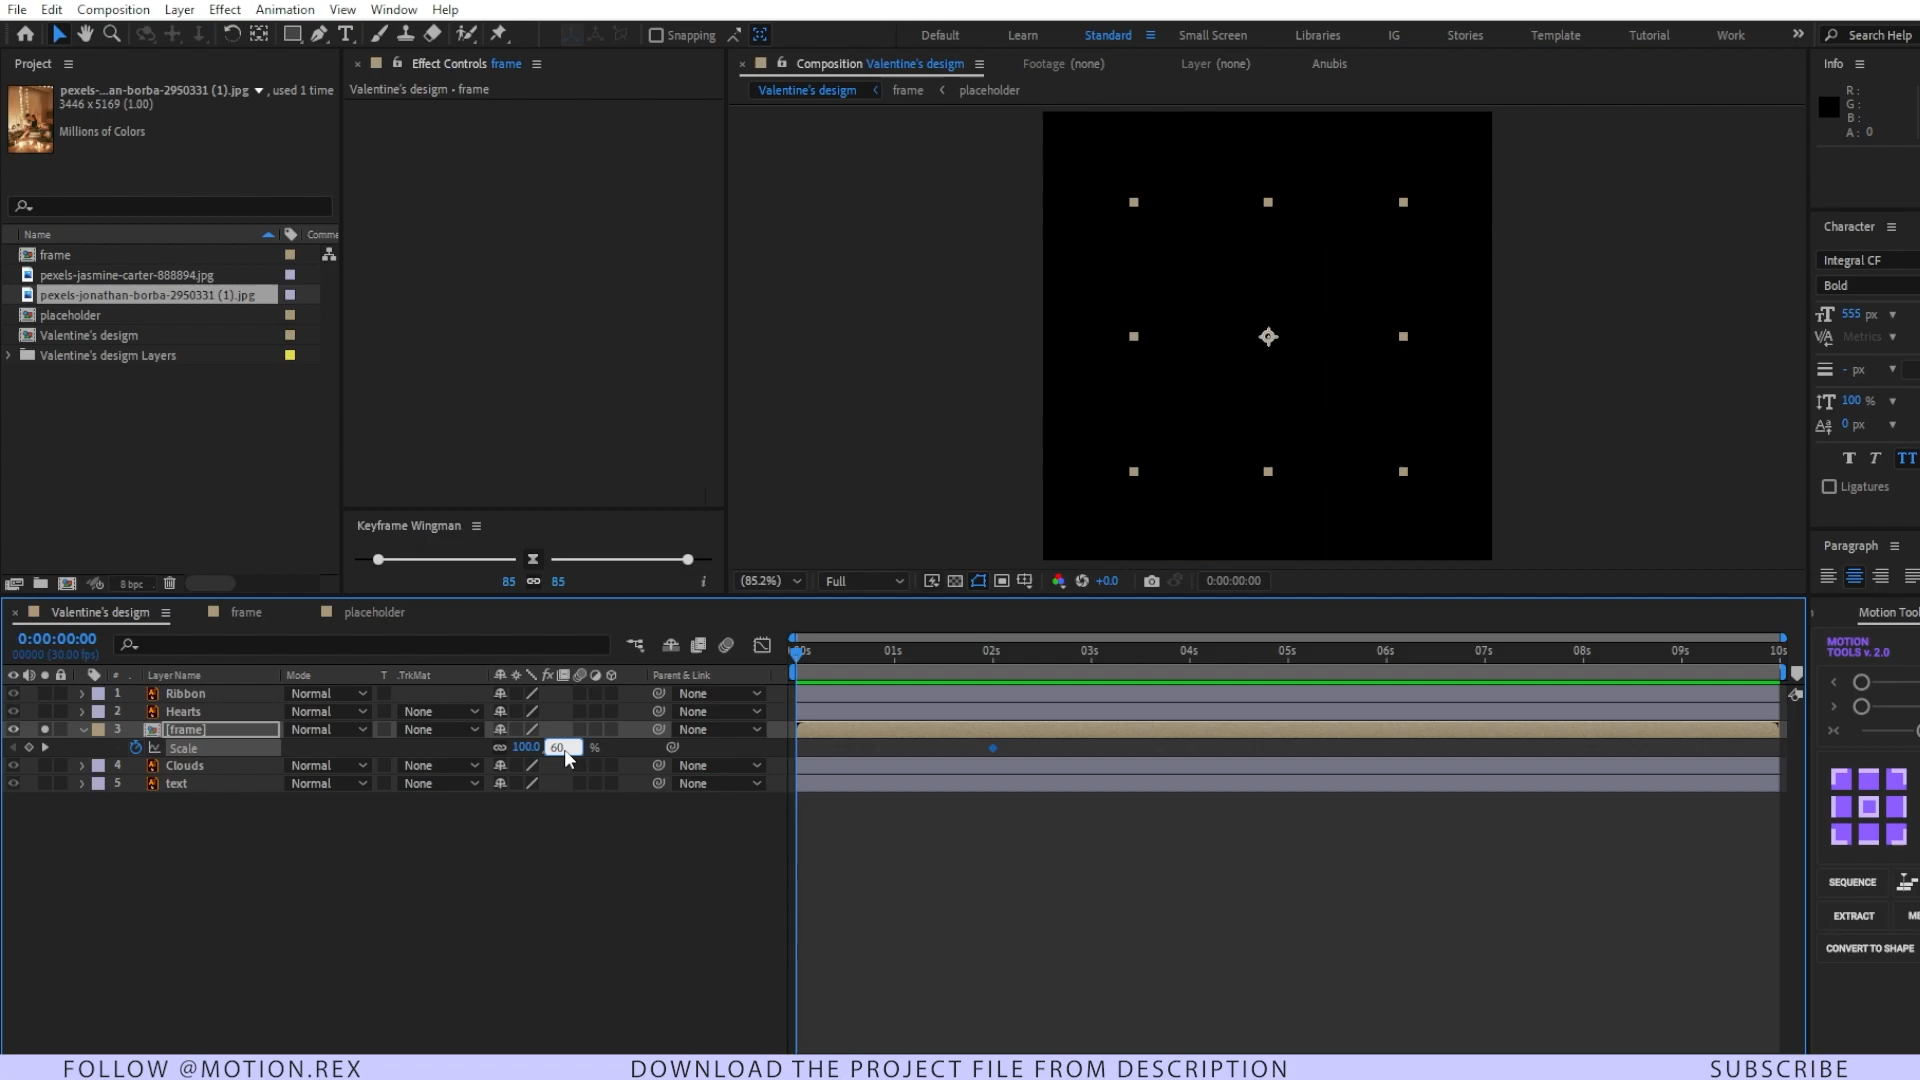 File Edit Composition Layer Effect Animation View Window Help
Snapping
Default Learn Standard Small Screen Libraries IG Stories Template Tutorial Work Search Help
Project
pexels-...an-borba-2950331 (1).jpg , used 1 time
3446 x 5169 (1.00)
Millions of Colors
Name Comme
frame
pexels-jasmine-carter-888894.jpg
pexels-jonathan-borba-2950331 (1).jpg
placeholder
Valentine's desigm
Valentine's desigm Layers
8 bpc
Effect Controls frame
Valentine's desigm • frame
Keyframe Wingman
85 85
Composition Valentine's desigm Footage (none) Layer (none) Anubis
Valentine's desigm frame placeholder
(85.2%) Full +0.0 0:00:00:00
Info
R :
G :
B :
A : 0
Character
Integral CF
Bold
555 px
Metrics
- px
100 %
0 px
T T TT
Ligatures
Paragraph
Valentine's desigm frame placeholder
0:00:00:00
00000 (30.00 fps)
01s 02s 03s 04s 05s 06s 07s 08s 09s 10s
# Layer Name Mode T .TrkMat Parent & Link
1 Ribbon Normal None
2 Hearts Normal None None
3 [frame] Normal None None
Scale 100.0, 60 %
4 Clouds Normal None None
5 text Normal None None
Motion Tool
MOTION
TOOLS v. 2.0
SEQUENCE
EXTRACT
CONVERT TO SHAPE
FOLLOW @MOTION.REX DOWNLOAD THE PROJECT FILE FROM DESCRIPTION SUBSCRIBE